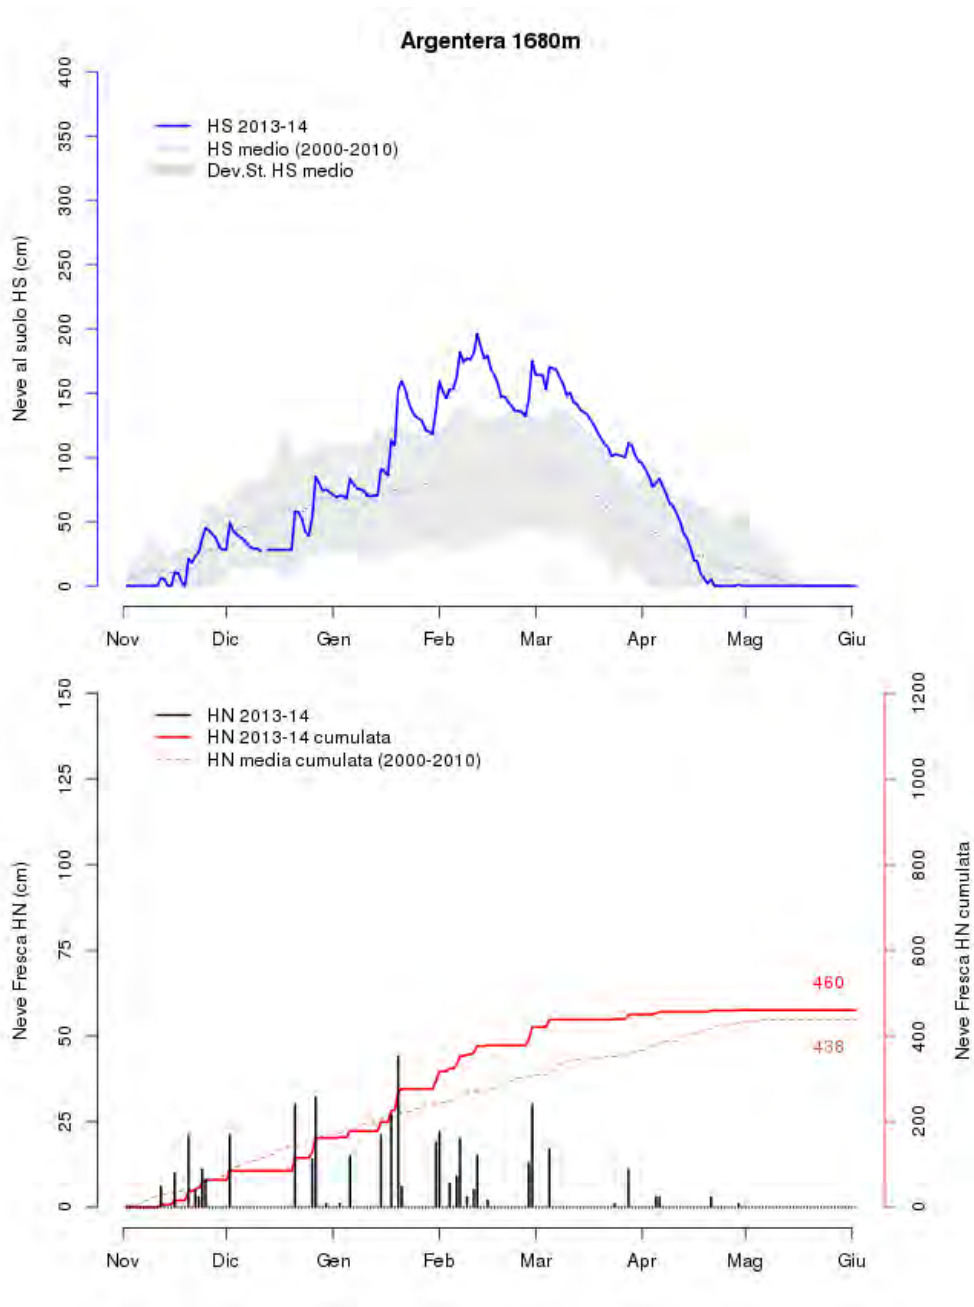 Argentera 1680m
Neve al suolo HS (cm)
400
350
300
250
200
150
100
50
0
HS 2013-14
HS medio (2000-2010)
Dev.St. HS medio
Nov Dic Gen Feb Mar Apr Mag Giu
Neve Fresca HN (cm)
150
125
100
75
50
25
0
HN 2013-14
HN 2013-14 cumulata
HN media cumulata (2000-2010)
460
438
1200
1000
800
600
400
200
0
Neve Fresca HN cumulata
Nov Dic Gen Feb Mar Apr Mag Giu